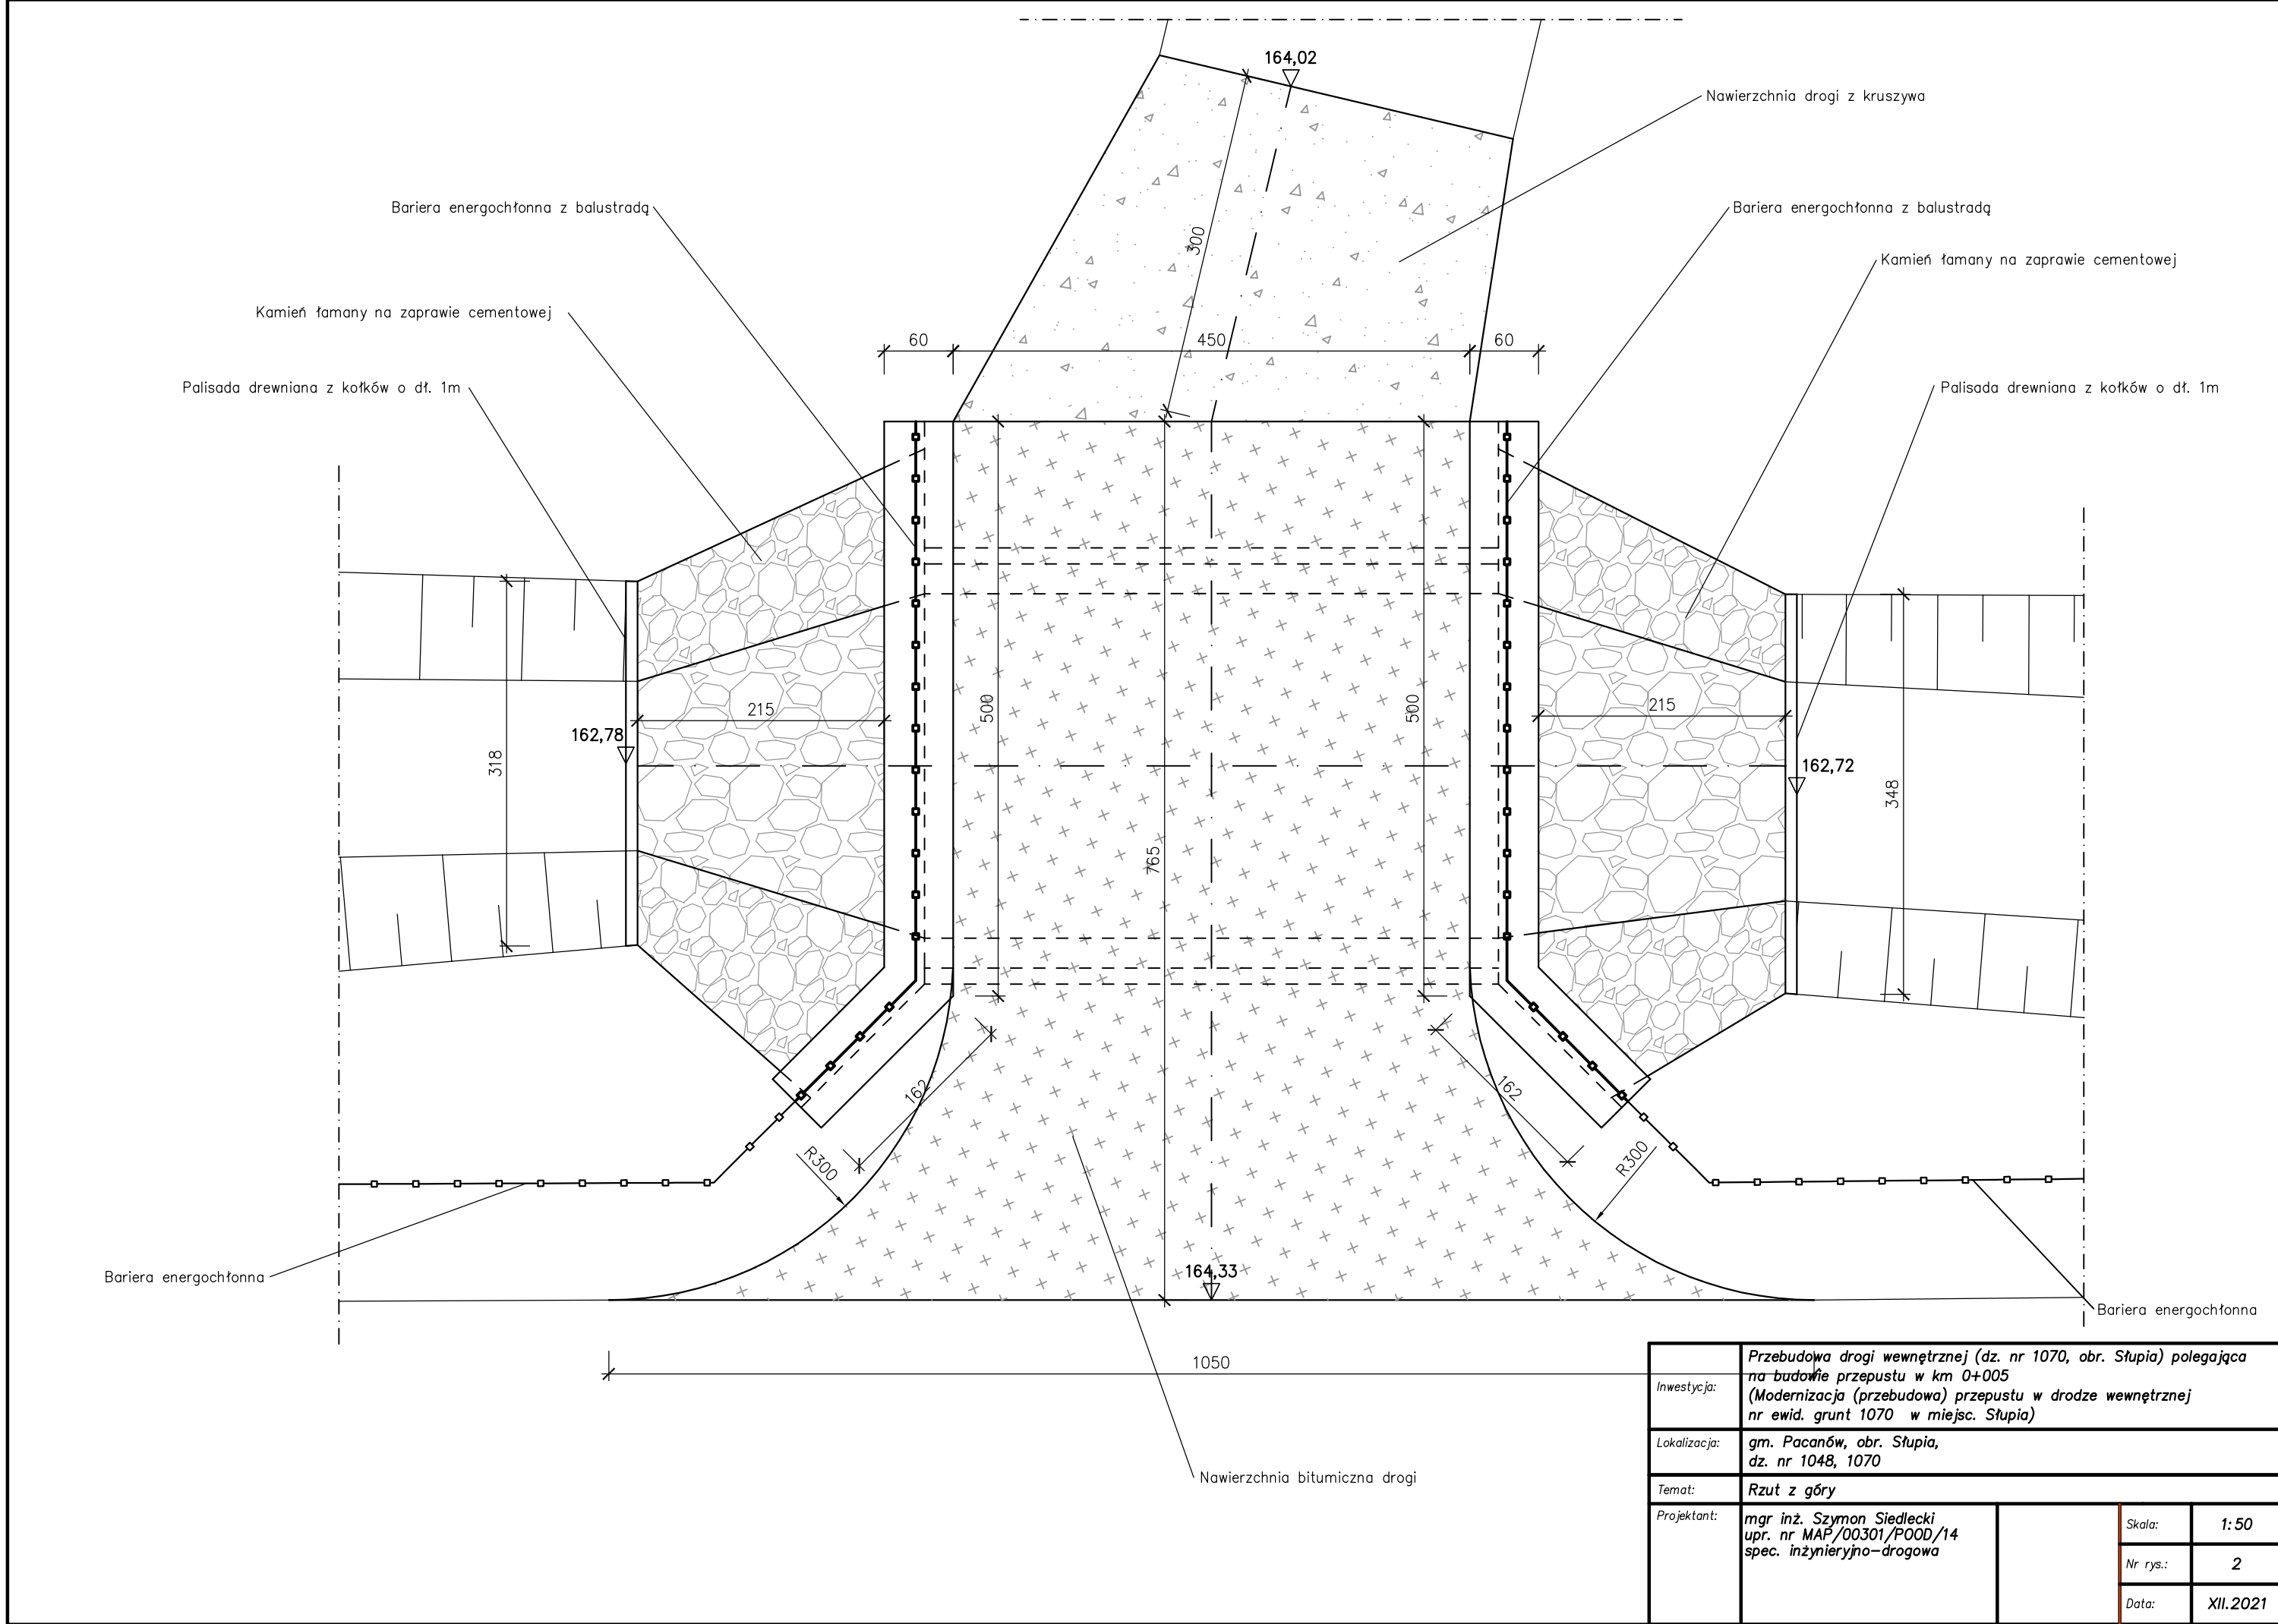 164,02
Nawierzchnia drogi z kruszywa
Bariera energochłonna z balustradą
Bariera energochłonna z balustradą
300
Kamień łamany na zaprawie cementowej
Kamień łamany na zaprawie cementowej
60
450
60
Palisada drewniana z kołków o dł. 1m
Palisada drewniana z kołków o dł. 1m
500
500
215
215
162,78
318
162,72
348
765
162
162
R300
R300
164,33
Bariera energochłonna
Bariera energochłonna
1050
Nawierzchnia bitumiczna drogi
Inwestycja:
Przebudowa drogi wewnętrznej (dz. nr 1070, obr. Słupia) polegająca
na budowie przepustu w km 0+005
(Modernizacja (przebudowa) przepustu w drodze wewnętrznej
nr ewid. grunt 1070 w miejsc. Słupia)
Lokalizacja:
gm. Pacanów, obr. Słupia,
dz. nr 1048, 1070
Temat:
Rzut z góry
Projektant:
mgr inż. Szymon Siedlecki
upr. nr MAP/00301/POOD/14
spec. inżynieryjno-drogowa
Skala:
1:50
Nr rys.:
2
Data:
XII.2021